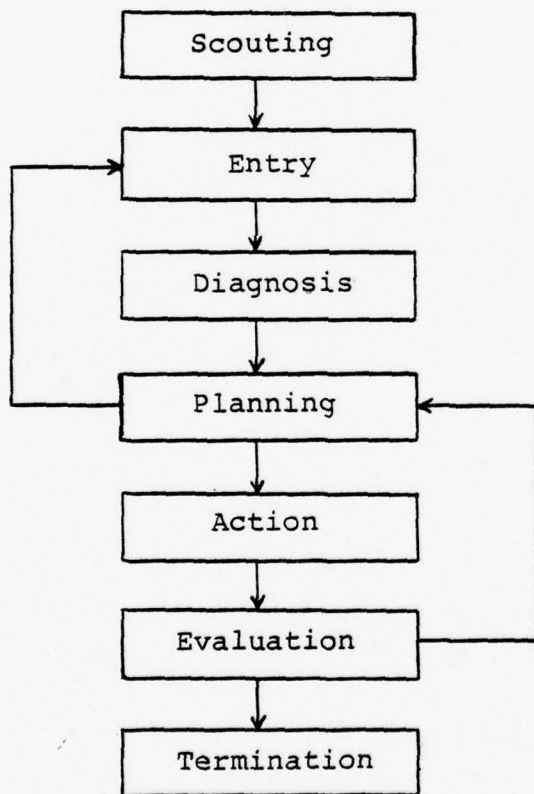 Scouting
Entry
Diagnosis
Planning
Action
Evaluation
Termination